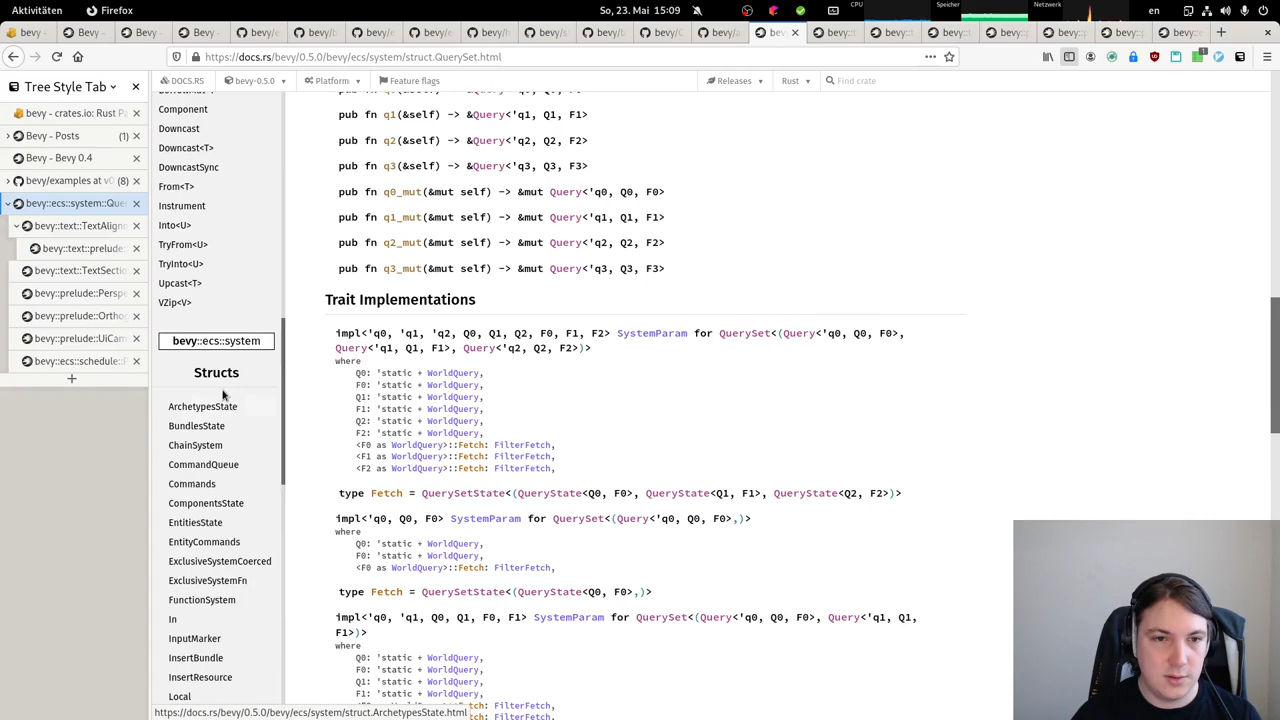 Aktivitäten
Firefox
So, 23. Mai 15:09
CPU
Speicher
Netzwerk
en
bevy
Bevy
https://docs.rs/bevy/0.5.0/bevy/ecs/system/struct.QuerySet.html
Tree Style Tab
DOCS.RS
bevy-0.5.0
Platform
Feature flags
Releases
Rust
Find crate
bevy - crates.io: Rust Pa
Bevy - Posts (1)
Bevy - Bevy 0.4
bevy/examples at v0 (8)
bevy::ecs::system::Que
bevy::text::TextAlignn
bevy::text::prelude:
bevy::text::TextSectio
bevy::prelude::Perspe
bevy::prelude::Orthog
bevy::prelude::UiCam
bevy::ecs::schedule::
Component
Downcast
Downcast<T>
DowncastSync
From<T>
Instrument
Into<U>
TryFrom<U>
TryInto<U>
Upcast<T>
VZip<V>
bevy::ecs::system
Structs
ArchetypesState
BundlesState
ChainSystem
CommandQueue
Commands
ComponentsState
EntitiesState
EntityCommands
ExclusiveSystemCoerced
ExclusiveSystemFn
FunctionSystem
In
InputMarker
InsertBundle
InsertResource
Local
pub fn q1(&self) -> &Query<'q1, Q1, F1>
pub fn q2(&self) -> &Query<'q2, Q2, F2>
pub fn q3(&self) -> &Query<'q3, Q3, F3>
pub fn q0_mut(&mut self) -> &mut Query<'q0, Q0, F0>
pub fn q1_mut(&mut self) -> &mut Query<'q1, Q1, F1>
pub fn q2_mut(&mut self) -> &mut Query<'q2, Q2, F2>
pub fn q3_mut(&mut self) -> &mut Query<'q3, Q3, F3>
Trait Implementations
impl<'q0, 'q1, 'q2, Q0, Q1, Q2, F0, F1, F2> SystemParam for QuerySet<(Query<'q0, Q0, F0>,
Query<'q1, Q1, F1>, Query<'q2, Q2, F2>)>
where
Q0: 'static + WorldQuery,
F0: 'static + WorldQuery,
Q1: 'static + WorldQuery,
F1: 'static + WorldQuery,
Q2: 'static + WorldQuery,
F2: 'static + WorldQuery,
<F0 as WorldQuery>::Fetch: FilterFetch,
<F1 as WorldQuery>::Fetch: FilterFetch,
<F2 as WorldQuery>::Fetch: FilterFetch,
type Fetch = QuerySetState<(QueryState<Q0, F0>, QueryState<Q1, F1>, QueryState<Q2, F2>)>
impl<'q0, Q0, F0> SystemParam for QuerySet<(Query<'q0, Q0, F0>,)>
where
Q0: 'static + WorldQuery,
F0: 'static + WorldQuery,
<F0 as WorldQuery>::Fetch: FilterFetch,
type Fetch = QuerySetState<(QueryState<Q0, F0>,)>
impl<'q0, 'q1, Q0, Q1, F0, F1> SystemParam for QuerySet<(Query<'q0, Q0, F0>, Query<'q1, Q1,
F1>)>
where
Q0: 'static + WorldQuery,
F0: 'static + WorldQuery,
Q1: 'static + WorldQuery,
F1: 'static + WorldQuery,
https://docs.rs/bevy/0.5.0/bevy/ecs/system/struct.ArchetypesState.html